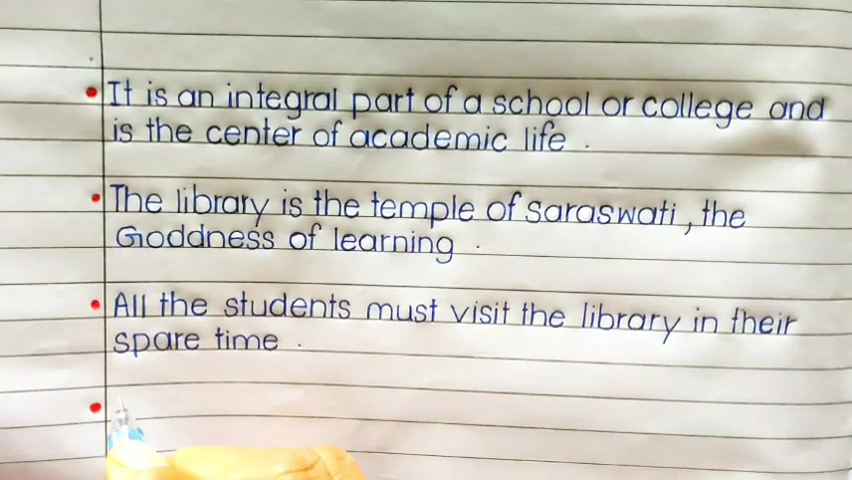 • It is an integral part of a school or college and
is the center of academic life .
• The library is the temple of saraswati, the
Goddness of learning .
• All the students must visit the library in their
spare time .
•